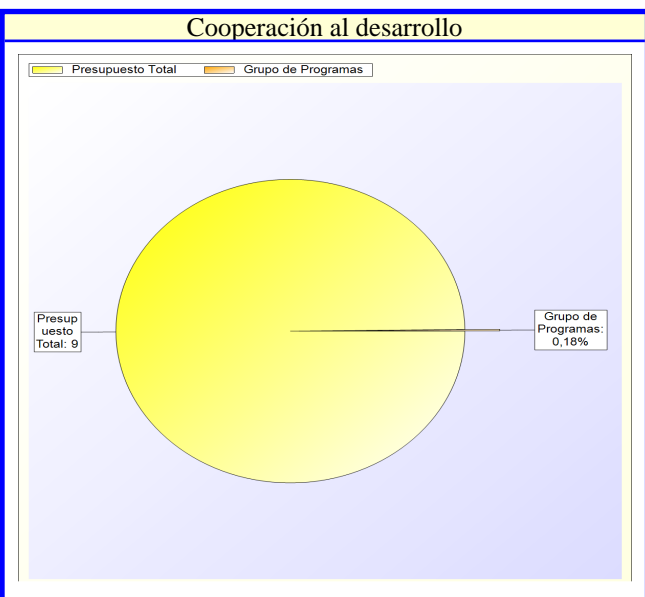 Cooperación al desarrollo
Presupuesto Total
Grupo de Programas
Presup
uesto
Total: 9
Grupo de
Programas:
0,18%